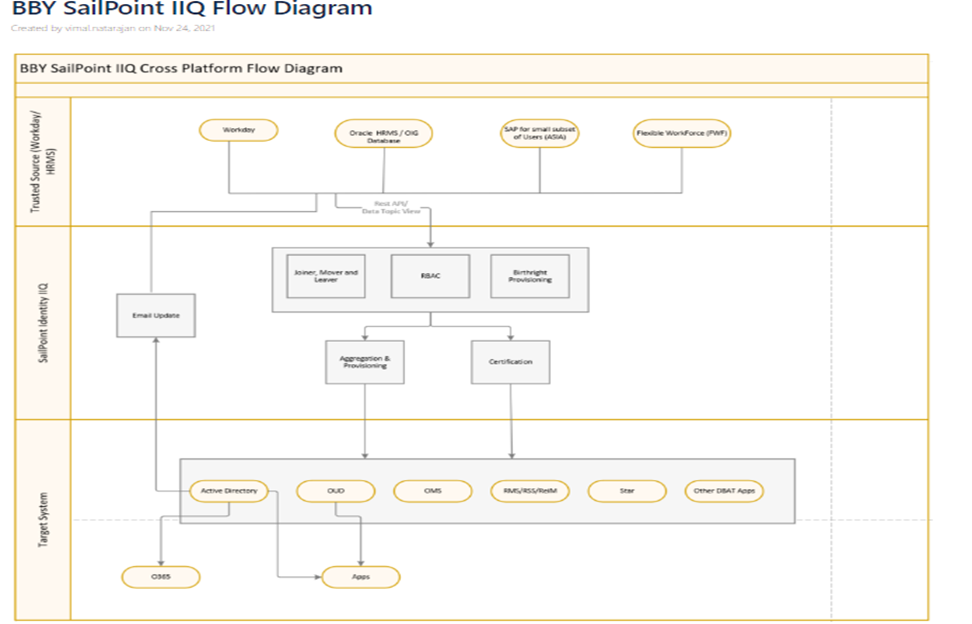 BBY SailPoint IIQ Flow Diagram
Created by vimal.natarajan on Nov 24, 2021
BBY SailPoint IIQ Cross Platform Flow Diagram
Trusted Source (Workday/
HRMS)
Workday
Oracle HRMS / OIG
Database
SAP for small subset
of Users (ASIA)
Flexible WorkForce (FWF)
Rest API/
Data Topic View
SailPoint Identity IIQ
Joiner, Mover and
Leaver
RBAC
Birthright
Provisioning
Email Update
Aggregation &
Provisioning
Certification
Target System
Active Directory
OUD
OMS
RMS/RSS/ReIM
Star
Other DBAT Apps
O365
Apps